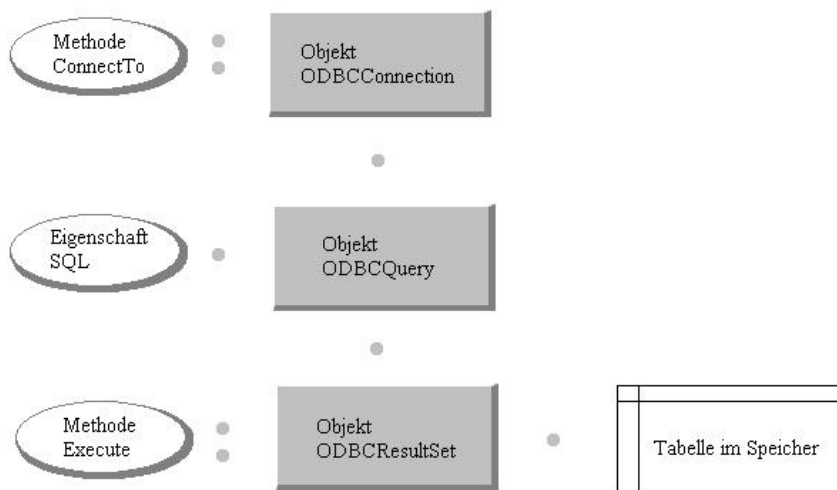 Methode
ConnectTo
Objekt
ODBCConnection
Eigenschaft
SQL
Objekt
ODBCQuery
Methode
Execute
Objekt
ODBCResultSet
Tabelle im Speicher